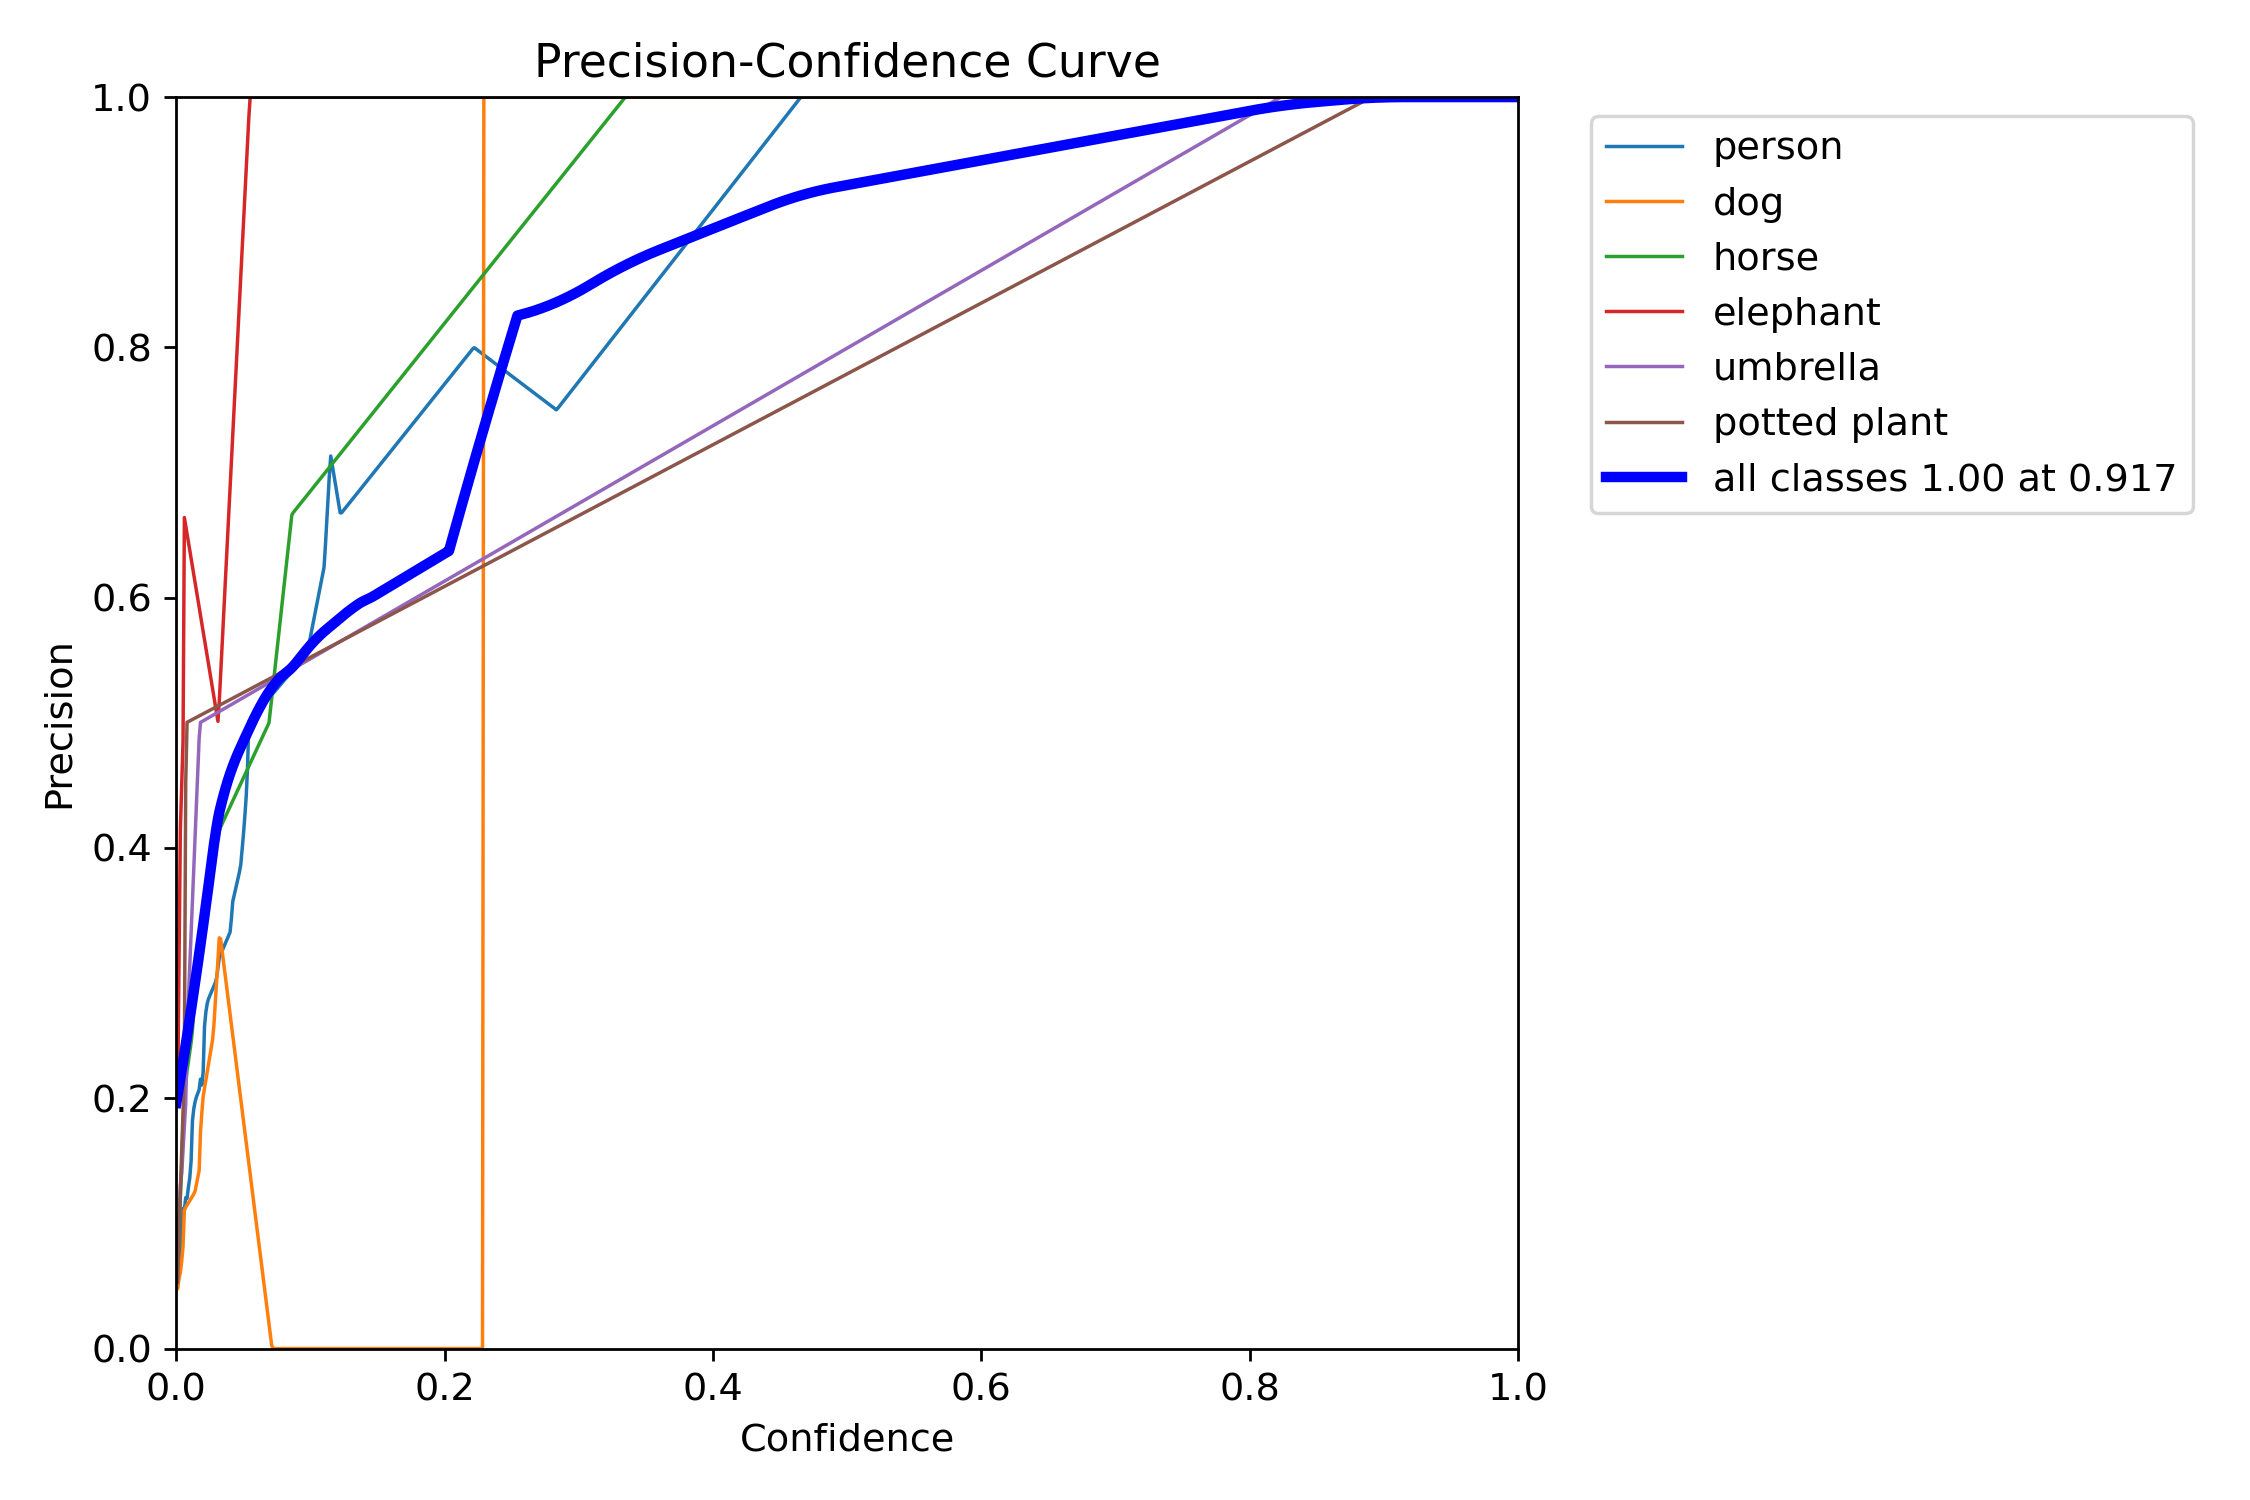 Precision-Confidence Curve
1.0
0.8
0.6
0.4
0.2
0.0
Precision
0.0 0.2 0.4 0.6 0.8 1.0
Confidence
person
dog
horse
elephant
umbrella
potted plant
all classes 1.00 at 0.917